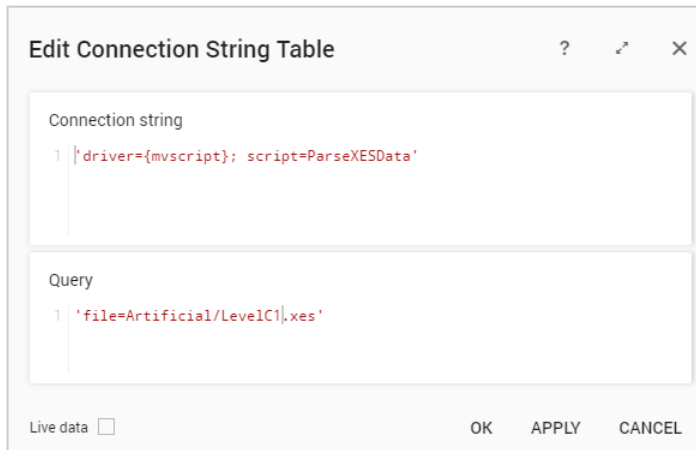 Edit Connection String Table ?
Connection string
1 'driver={mvscript}; script=ParseXESData'
Query
1 'file=Artificial/LevelC1.xes'
Live data OK APPLY CANCEL